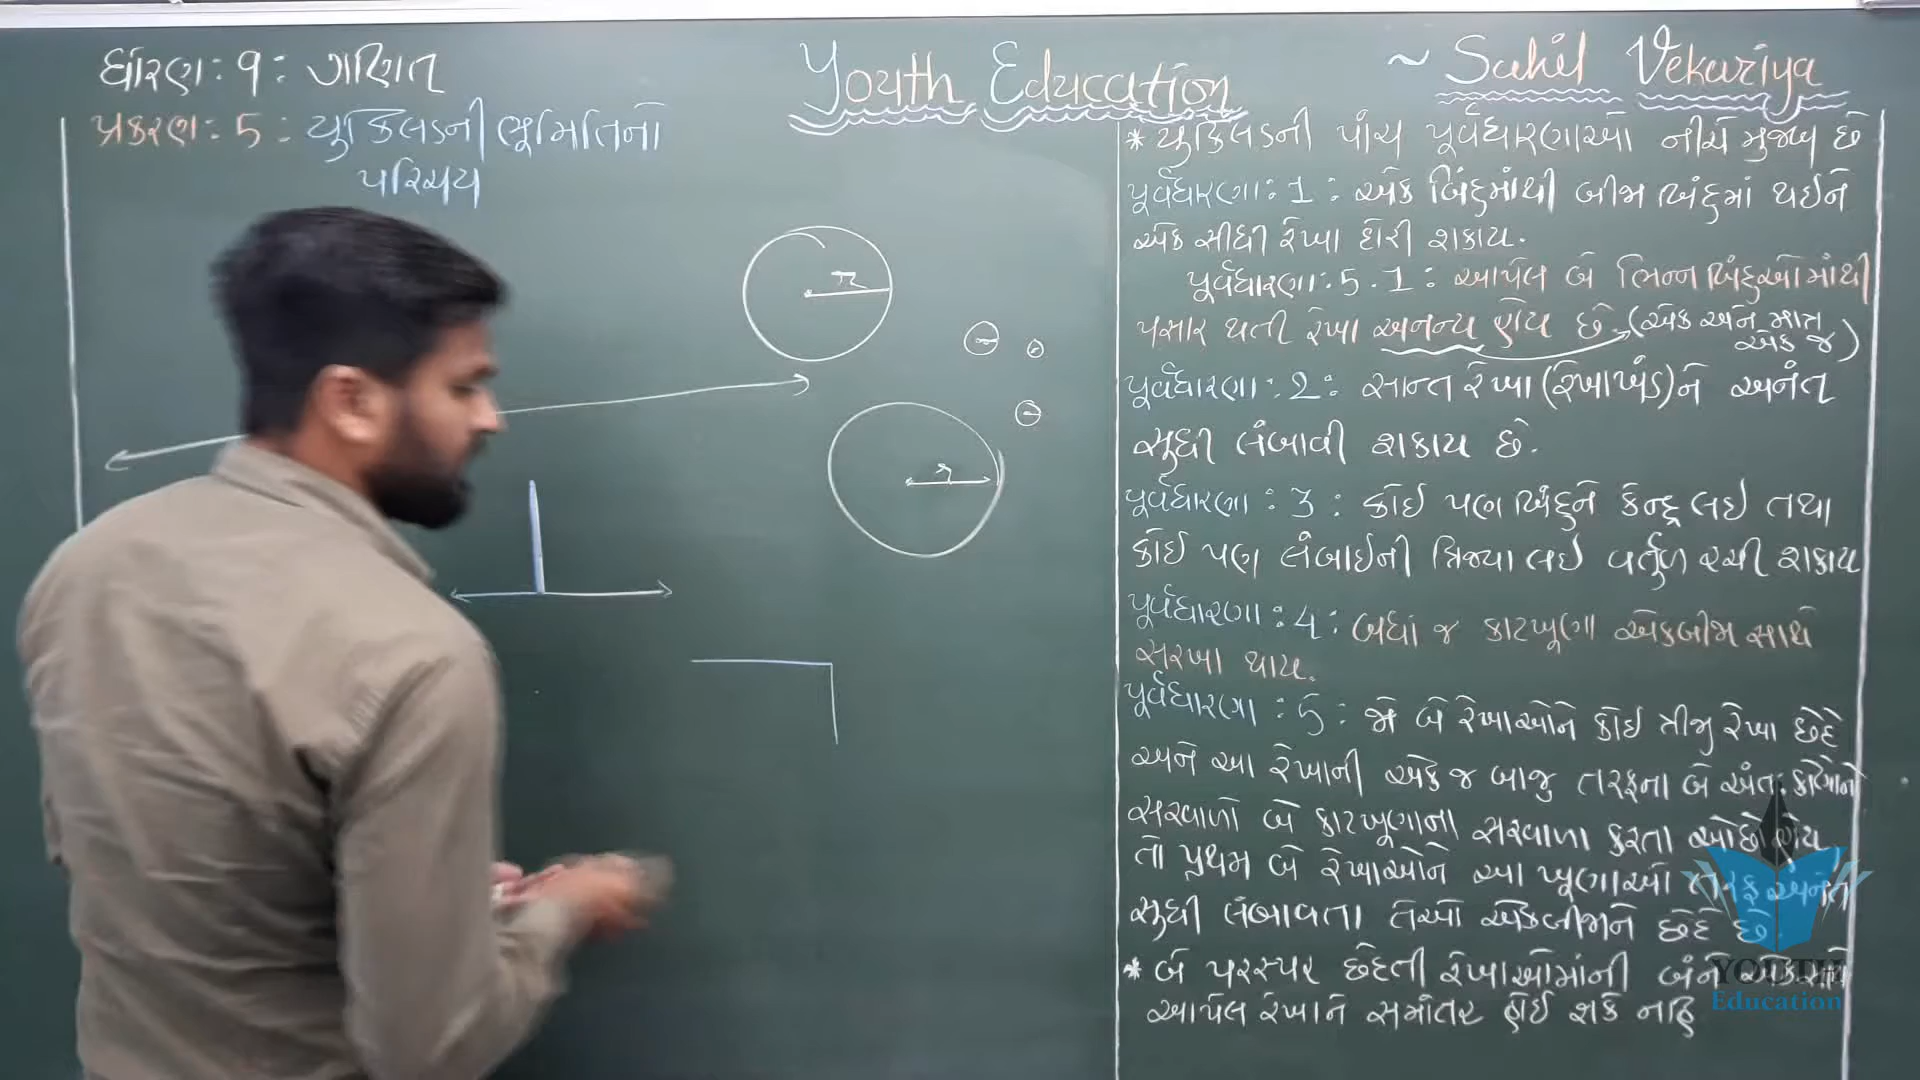 ધોરણ : ૧ : ગણિત
પ્રકરણ : 5 : યુક્લિડની ભૂમિતિનો
પરિચય
Youth Education
~ Sahil Vekariya
* યુક્લિડની પાંચ પૂર્વધારણાઓ નીચે મુજબ છે
પૂર્વધારણા : 1 : એક બિંદુમાંથી બીજા બિંદુમાં થઈને
એક સીધી રેખા દોરી શકાય.
પૂર્વધારણા : 5.1 : આપેલ બે ભિન્ન બિંદુઓમાંથી
પસાર થતી રેખા અનન્ય હોય છે. (એક અને માત્ર
એક જ)
પૂર્વધારણા : 2 : સાન્ત રેખા (રેખાખંડ)ને અનંત
સુધી લંબાવી શકાય છે.
પૂર્વધારણા : 3 : કોઈ પણ બિંદુને કેન્દ્ર લઈ તથા
કોઈ પણ લંબાઈની ત્રિજ્યા લઈ વર્તુળ રચી શકાય
પૂર્વધારણા : 4 : બધાં જ કાટખૂણા એકબીજા સાથે
સરખા થાય.
પૂર્વધારણા : 5 : જો બે રેખાઓને કોઈ ત્રીજી રેખા છેદે
અને આ રેખાની એક જ બાજુ તરફના બે અંતઃકોણોનો
સરવાળો બે કાટખૂણાના સરવાળા કરતા ઓછો હોય
તો પ્રથમ બે રેખાઓને આ ખૂણાઓ તરફ અનંત
સુધી લંબાવતા તેઓ એકબીજાને છેદે છે.
* બે પરસ્પર છેદતી રેખાઓમાંની બંને એકસાથે
આપેલ રેખાને સમાંતર હોઈ શકે નહિ
r
r
YOUTH
Education